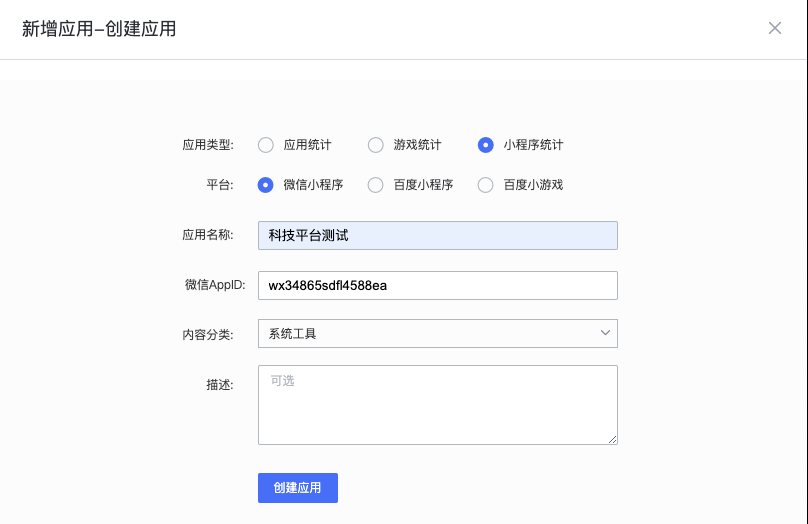 新增应用-创建应用
应用类型: 应用统计 游戏统计 小程序统计
平台: 微信小程序 百度小程序 百度小游戏
应用名称: 科技平台测试
微信AppID: wx34865sdfl4588ea
内容分类: 系统工具
描述: 可选
创建应用